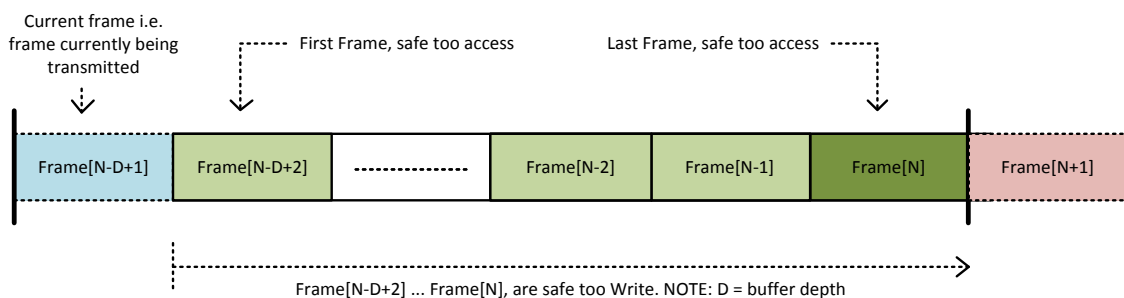 Current frame i.e.
frame currently being
transmitted
First Frame, safe too access
Last Frame, safe too access
Frame[N-D+1]
Frame[N-D+2]
Frame[N-2]
Frame[N-1]
Frame[N]
Frame[N+1]
Frame[N-D+2] ... Frame[N], are safe too Write. NOTE: D = buffer depth